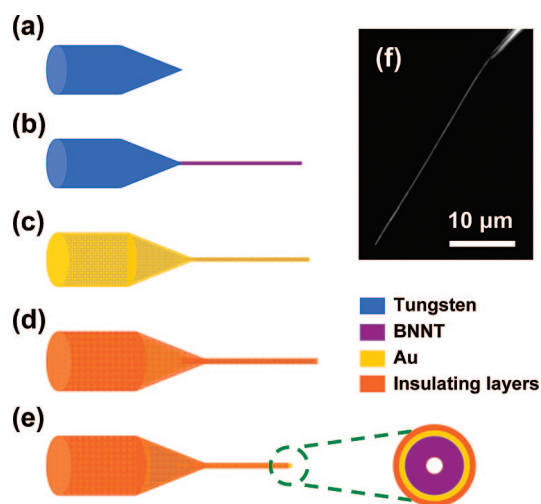 (a)
(b)
(c)
(d)
(e)
(f)
10 µm
Tungsten
BNNT
Au
Insulating layers